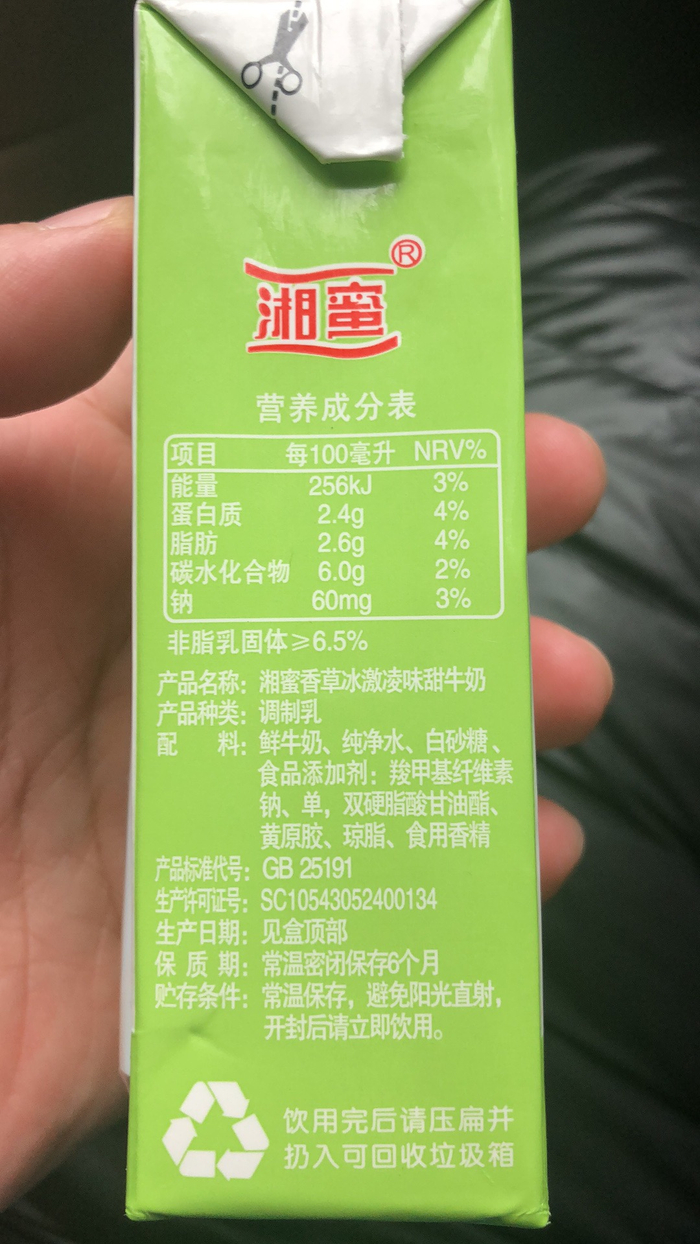 湘蜜®
营养成分表
项目 每100毫升 NRV%
能量 256kJ 3%
蛋白质 2.4g 4%
脂肪 2.6g 4%
碳水化合物 6.0g 2%
钠 60mg 3%
非脂乳固体≥6.5%
产品名称：湘蜜香草冰激凌味甜牛奶
产品种类：调制乳
配 料：鲜牛奶、纯净水、白砂糖、
食品添加剂：羧甲基纤维素
钠、单，双硬脂酸甘油酯、
黄原胶、琼脂、食用香精
产品标准代号：GB 25191
生产许可证号：SC10543052400134
生产日期：见盒顶部
保 质 期：常温密闭保存6个月
贮存条件：常温保存，避免阳光直射，
开封后请立即饮用。
饮用完后请压扁并
扔入可回收垃圾箱